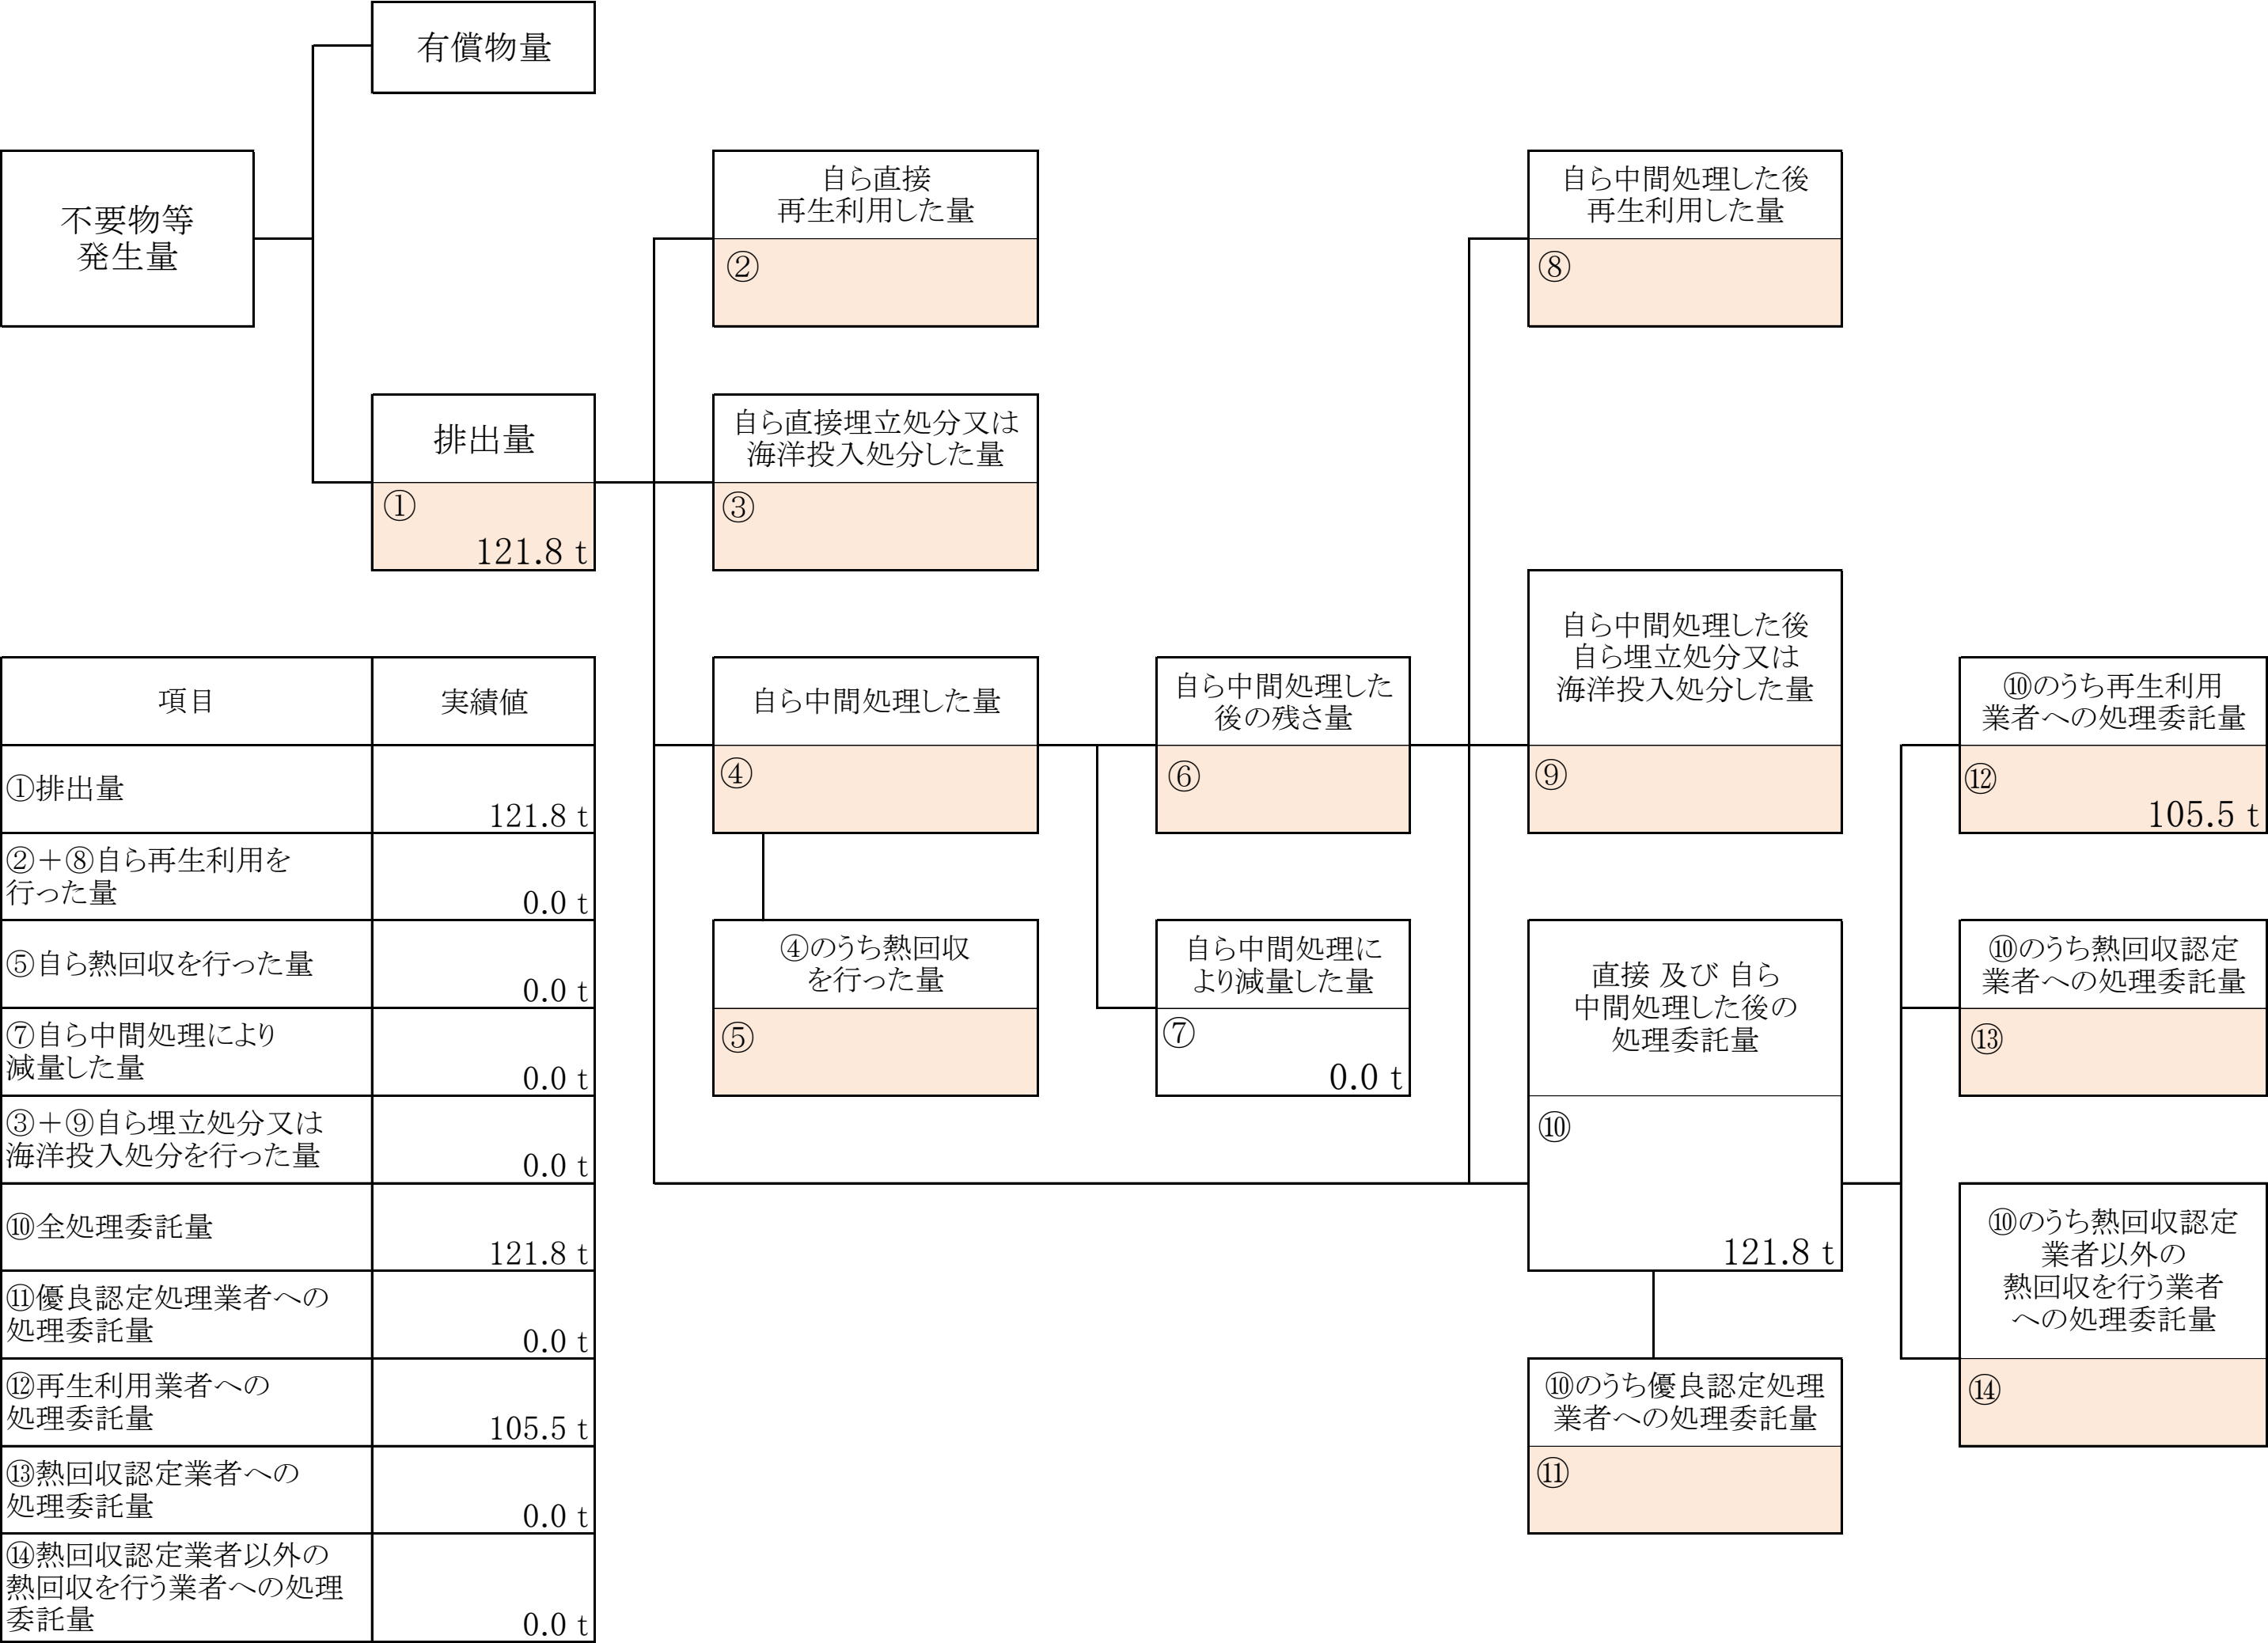 有償物量
不要物等
発生量
排出量
①
121.8 t
自ら直接
再生利用した量
②
自ら直接埋立処分又は
海洋投入処分した量
③
自ら中間処理した量
④
④のうち熱回収
を行った量
⑤
自ら中間処理した
後の残さ量
⑥
自ら中間処理に
より減量した量
⑦
0.0 t
自ら中間処理した後
再生利用した量
⑧
自ら中間処理した後
自ら埋立処分又は
海洋投入処分した量
⑨
直接 及び 自ら
中間処理した後の
処理委託量
⑩
121.8 t
⑩のうち優良認定処理
業者への処理委託量
⑪
⑩のうち再生利用
業者への処理委託量
⑫
105.5 t
⑩のうち熱回収認定
業者への処理委託量
⑬
⑩のうち熱回収認定
業者以外の
熱回収を行う業者
への処理委託量
⑭
項目
実績値
①排出量
121.8 t
②＋⑧自ら再生利用を
行った量
0.0 t
⑤自ら熱回収を行った量
0.0 t
⑦自ら中間処理により
減量した量
0.0 t
③＋⑨自ら埋立処分又は
海洋投入処分を行った量
0.0 t
⑩全処理委託量
121.8 t
⑪優良認定処理業者への
処理委託量
0.0 t
⑫再生利用業者への
処理委託量
105.5 t
⑬熱回収認定業者への
処理委託量
0.0 t
⑭熱回収認定業者以外の
熱回収を行う業者への処理
委託量
0.0 t